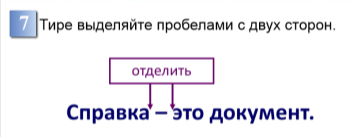 7 Тире выделяйте пробелами с двух сторон.
отделить
Справка – это документ.